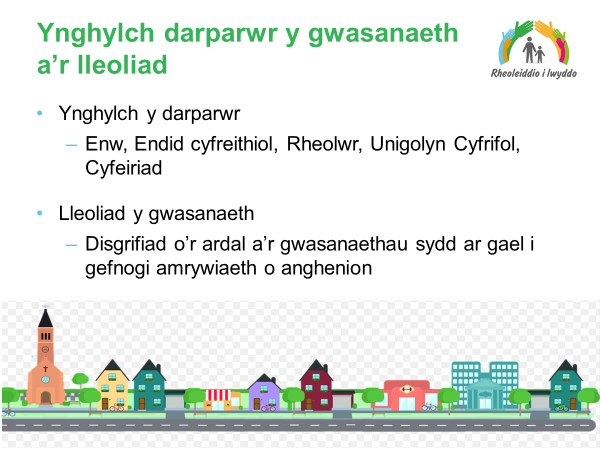 Ynghylch darparwr y gwasanaeth
a'r lleoliad
Rheoleiddio i lwyddo
• Ynghylch y darparwr
– Enw, Endid cyfreithiol, Rheolwr, Unigolyn Cyfrifol,
Cyfeiriad
• Lleoliad y gwasanaeth
– Disgrifiad o'r ardal a'r gwasanaethau sydd ar gael i
gefnogi amrywiaeth o anghenion